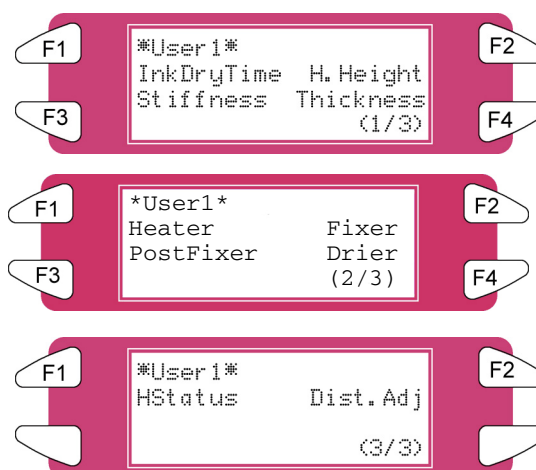 F1 F2
*User1*
InkDryTime H.Height
Stiffness Thickness
(1/3)
F3 F4
F1 F2
*User1*
Heater Fixer
PostFixer Drier
(2/3)
F3 F4
F1 F2
*User1*
HStatus Dist.Adj
(3/3)